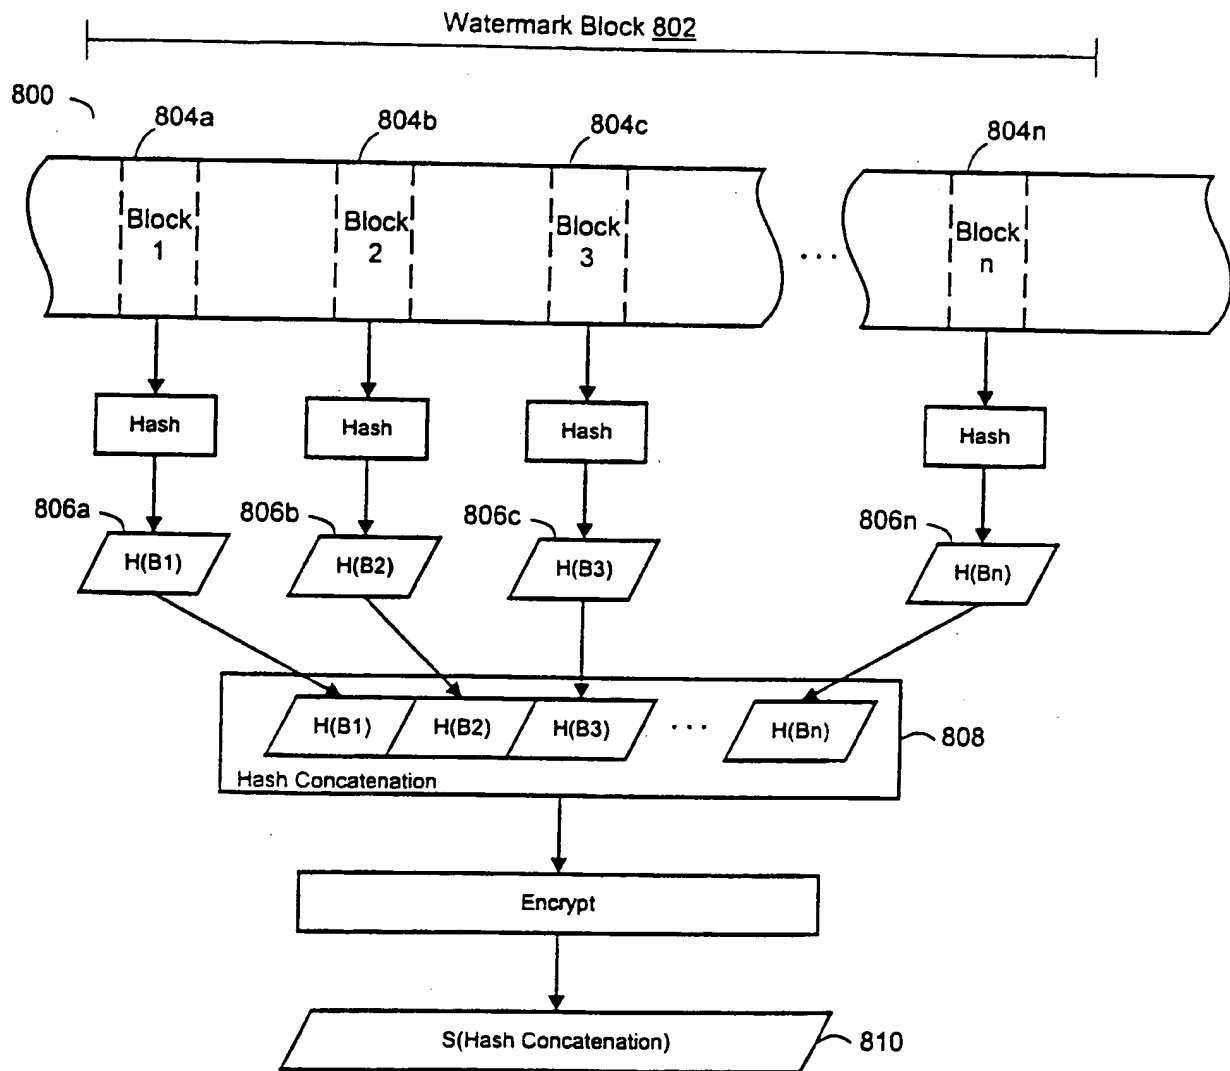 Watermark Block 802
800
804a
804b
804c
804n
Block
1
Block
2
Block
3
. . .
Block
n
Hash
Hash
Hash
Hash
806a
806b
806c
806n
H(B1)
H(B2)
H(B3)
H(Bn)
H(B1)
H(B2)
H(B3)
. . .
H(Bn)
808
Hash Concatenation
Encrypt
S(Hash Concatenation)
810